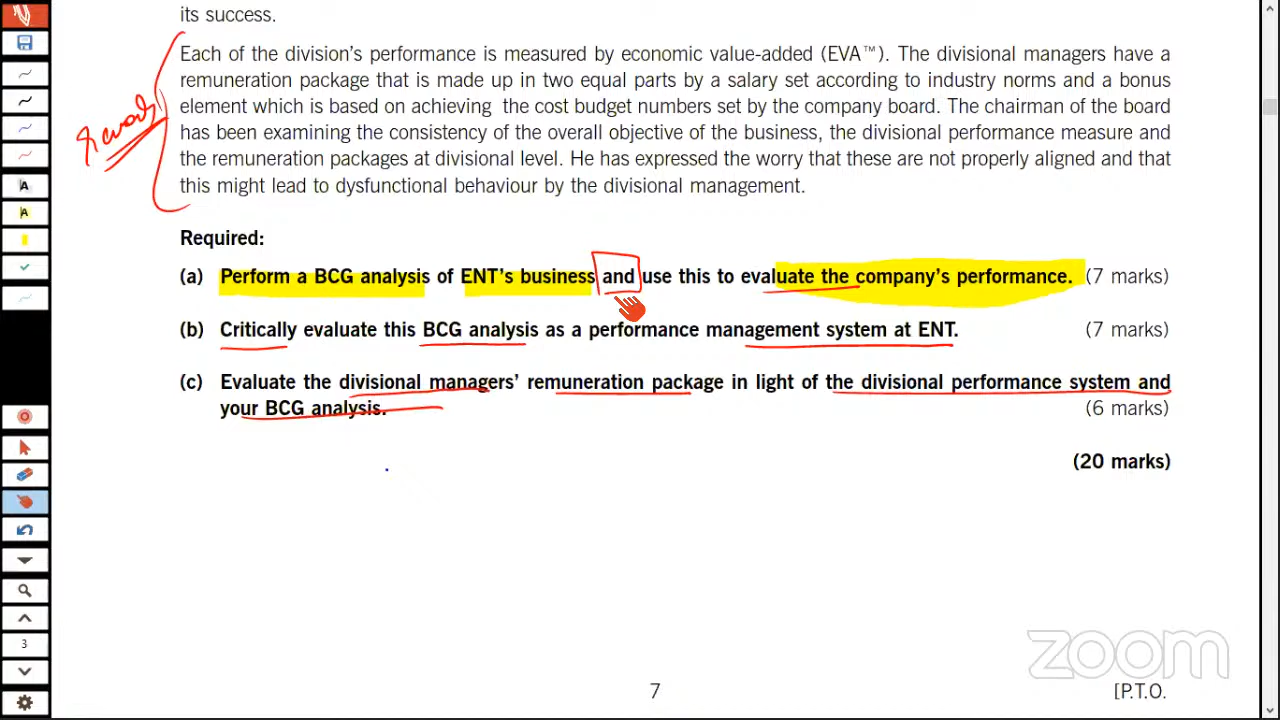 its success.
Each of the division's performance is measured by economic value-added (EVA™). The divisional managers have a
remuneration package that is made up in two equal parts by a salary set according to industry norms and a bonus
element which is based on achieving the cost budget numbers set by the company board. The chairman of the board
has been examining the consistency of the overall objective of the business, the divisional performance measure and
the remuneration packages at divisional level. He has expressed the worry that these are not properly aligned and that
this might lead to dysfunctional behaviour by the divisional management.
Required:
(a) Perform a BCG analysis of ENT's business and use this to evaluate the company's performance. (7 marks)
(b) Critically evaluate this BCG analysis as a performance management system at ENT. (7 marks)
(c) Evaluate the divisional managers' remuneration package in light of the divisional performance system and
your BCG analysis. (6 marks)
(20 marks)
A
A
3
zoom
7
[P.T.O.